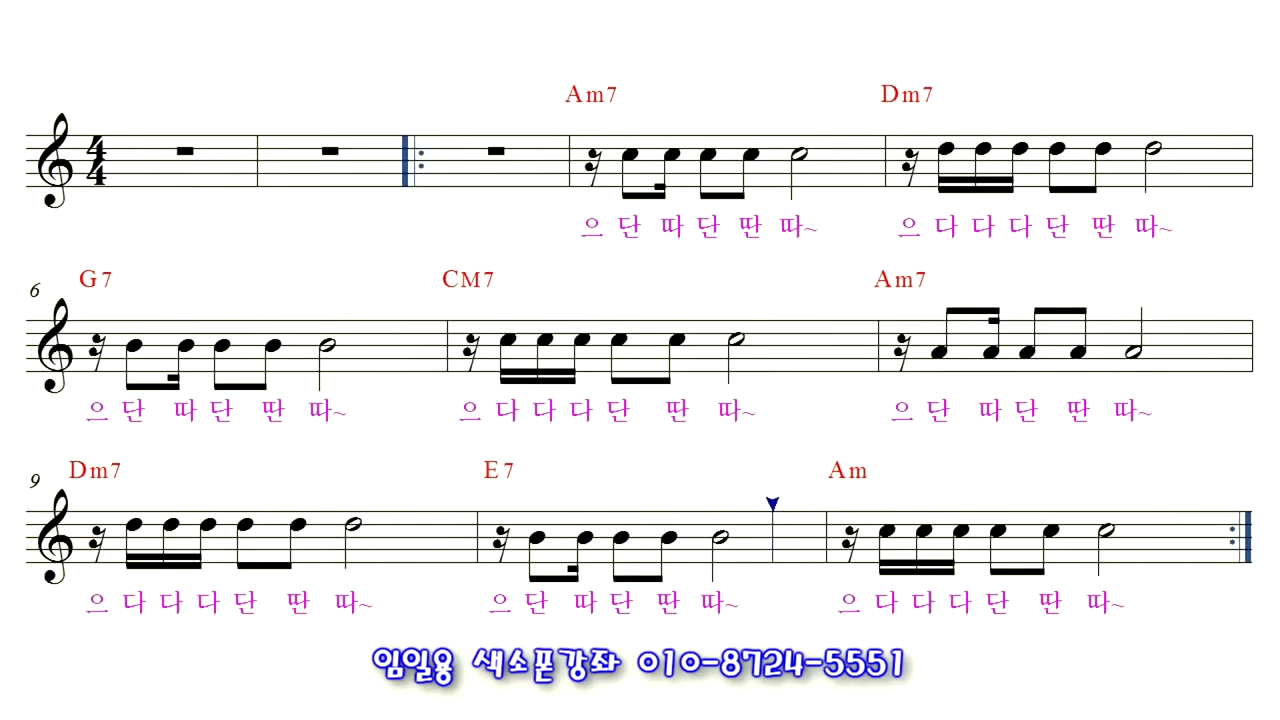 Am7 Dm7
4
4
으 단 따 단 딴 따~ 으 다 다 다 단 딴 따~
G7 CM7 Am7
6
으 단 따 단 딴 따~ 으 다 다 다 단 딴 따~ 으 단 따 단 딴 따~
Dm7 E7 Am
9
으 다 다 다 단 딴 따~ 으 단 따 단 딴 따~ 으 다 다 다 단 딴 따~
임일용 색소폰강좌 010-8724-5551